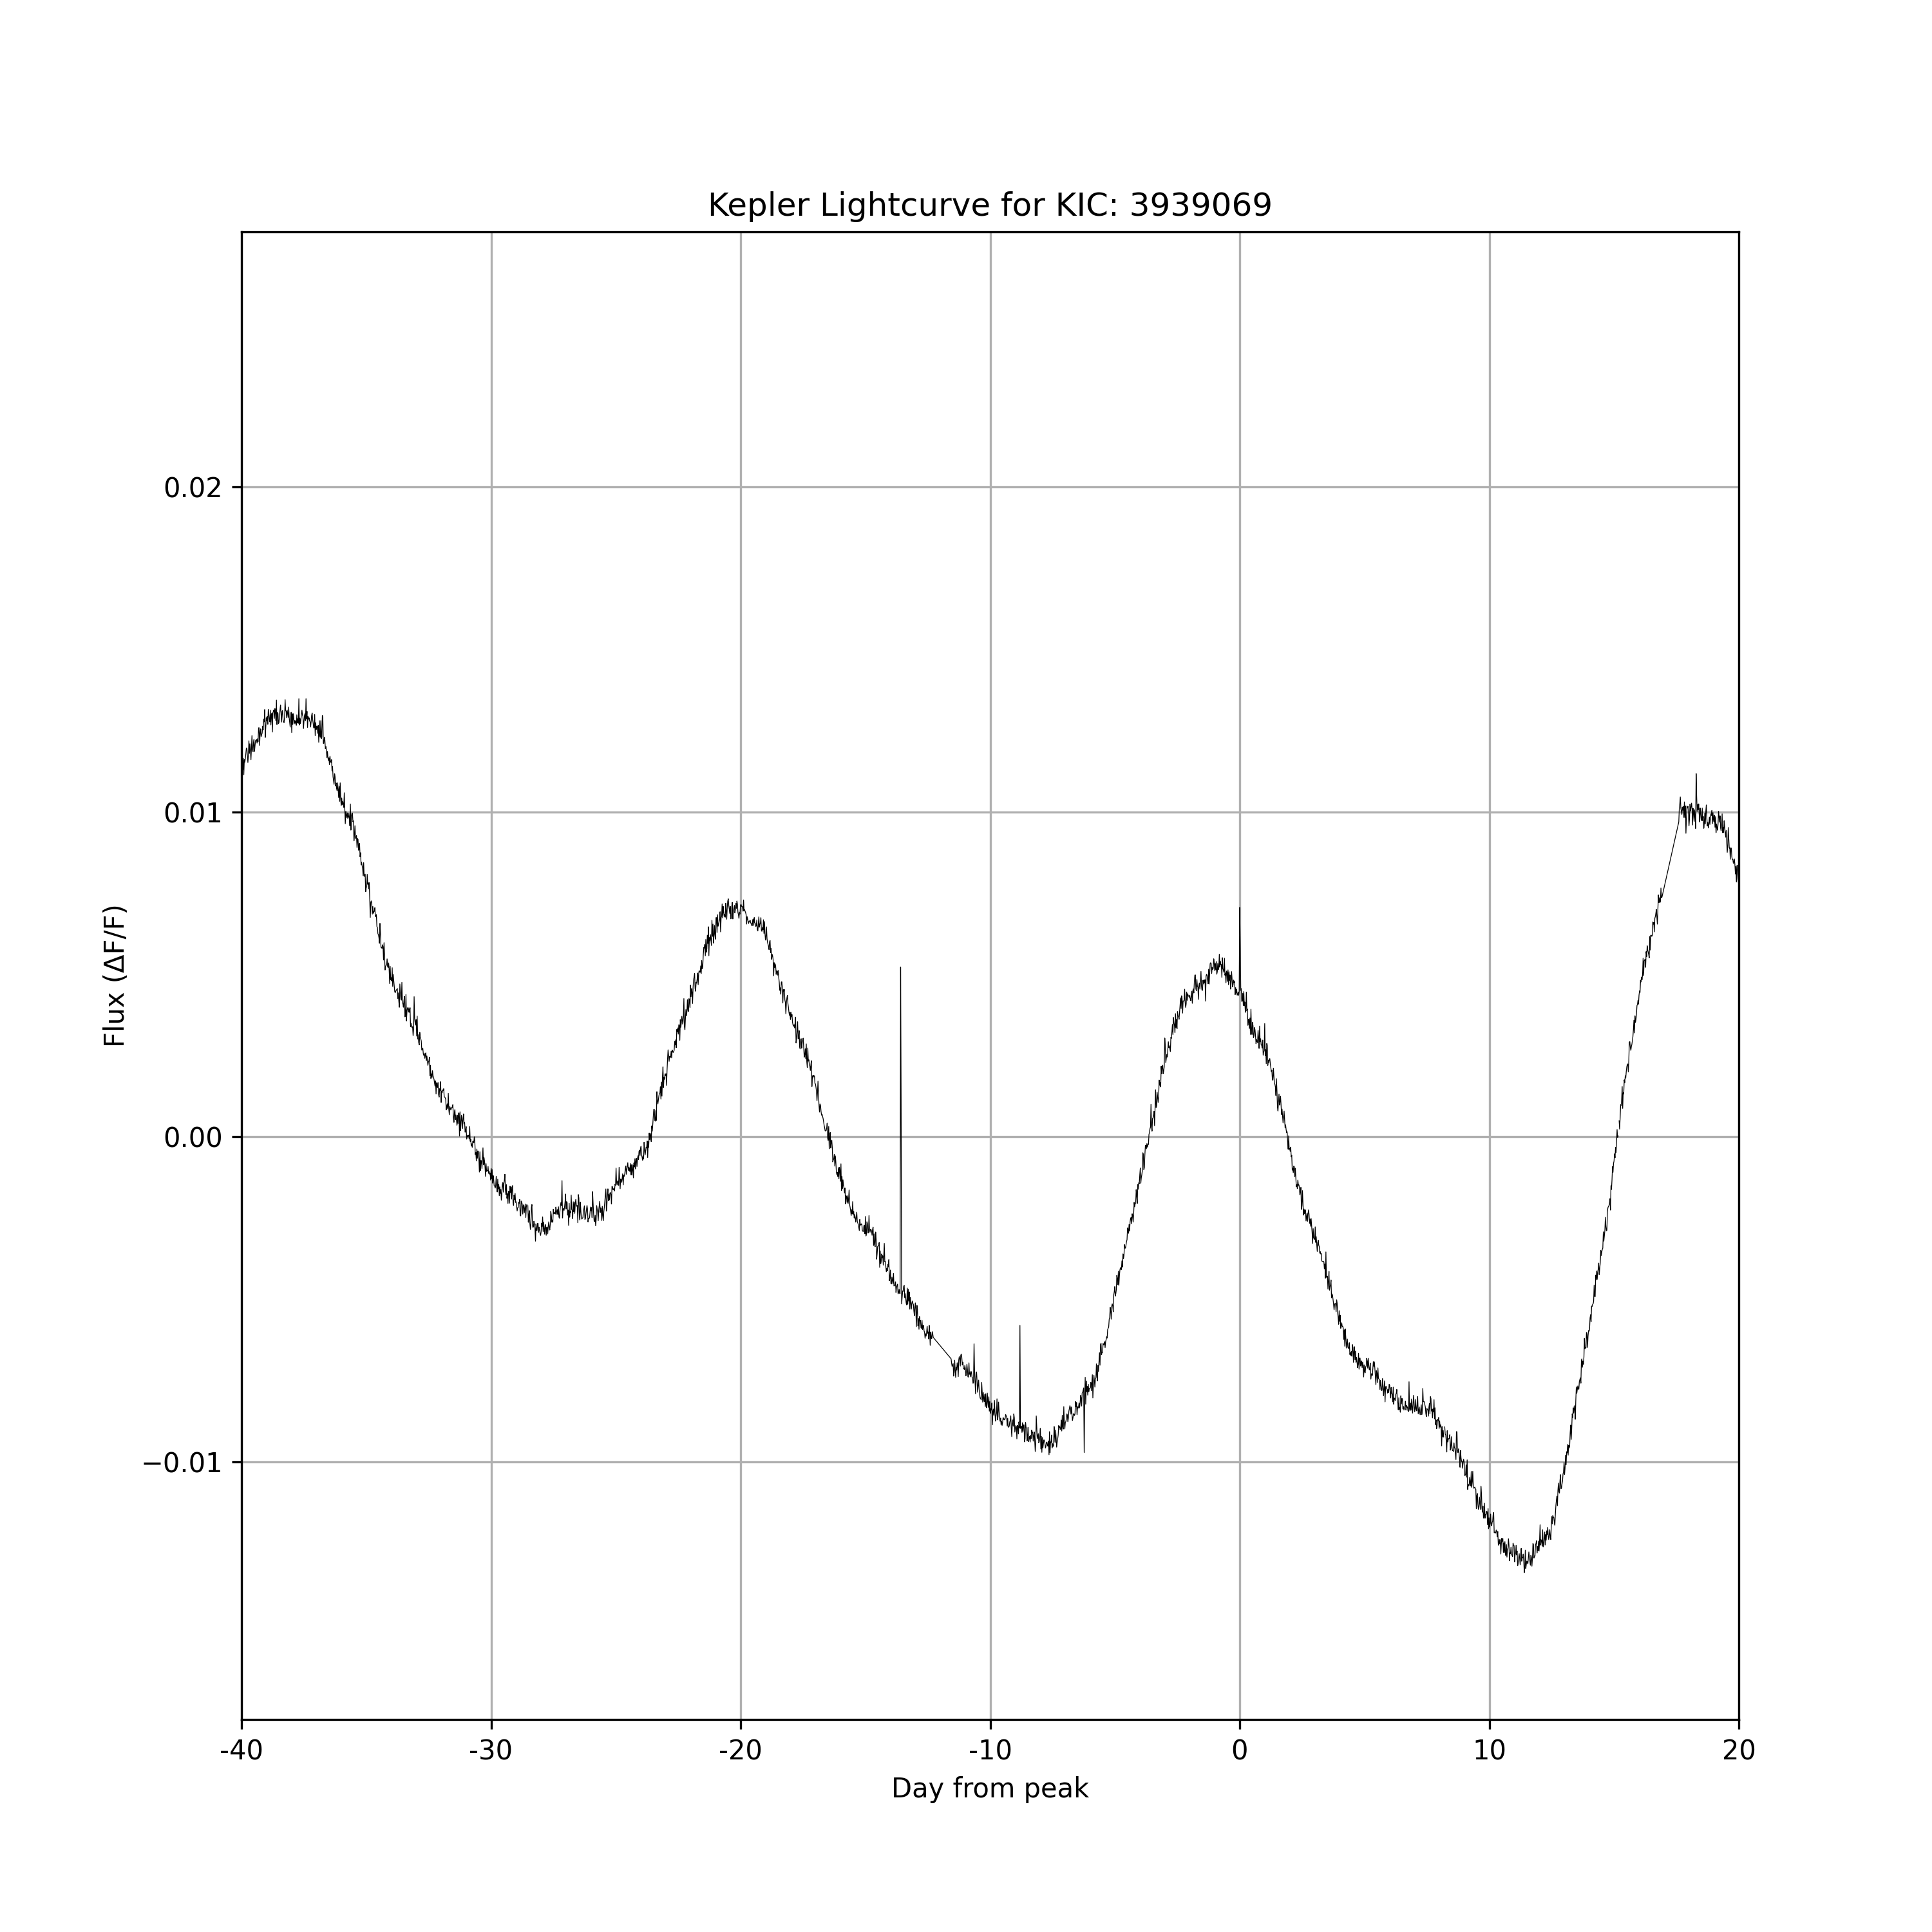 Kepler Lightcurve for KIC: 3939069
Flux (ΔF/F)
0.02
0.01
0.00
−0.01
-40 -30 -20 -10 0 10 20
Day from peak